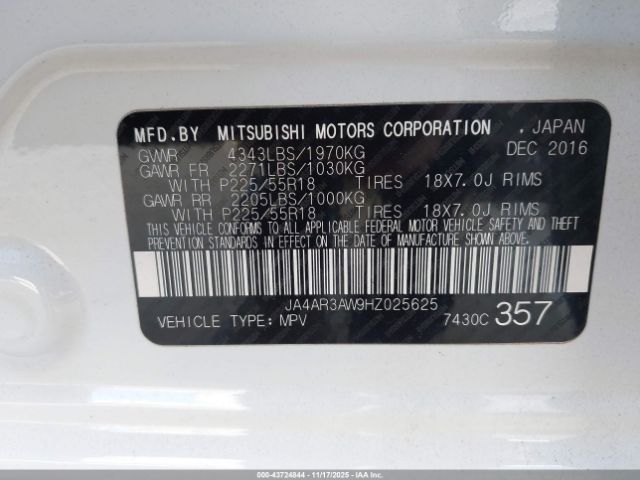 MFD.BY MITSUBISHI MOTORS CORPORATION , JAPAN
GVWR 4343LBS/1970KG DEC 2016
GAWR FR 2271LBS/1030KG
WITH P225/55R18 TIRES 18X7.0J RIMS
GAWR RR 2205LBS/1000KG
WITH P225/55R18 TIRES 18X7.0J RIMS
THIS VEHICLE CONFORMS TO ALL APPLICABLE FEDERAL MOTOR VEHICLE SAFETY AND THEFT
PREVENTION STANDARDS IN EFFECT ON THE DATE OF MANUFACTURE SHOWN ABOVE.
JA4AR3AW9HZ025625
VEHICLE TYPE: MPV 7430C 357
000-43724844 - 11/17/2025 - IAAI.COM